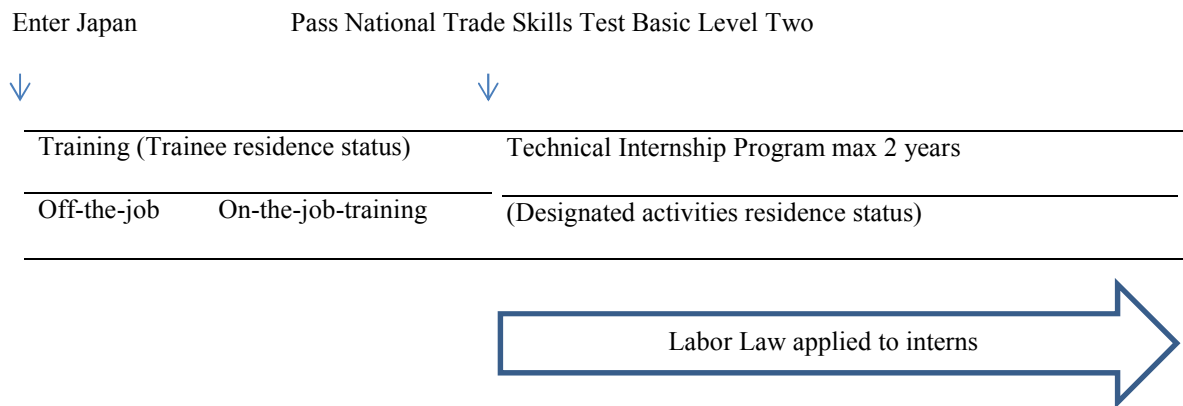 Enter Japan Pass National Trade Skills Test Basic Level Two
Training (Trainee residence status) Technical Internship Program max 2 years
Off-the-job On-the-job-training (Designated activities residence status)
Labor Law applied to interns